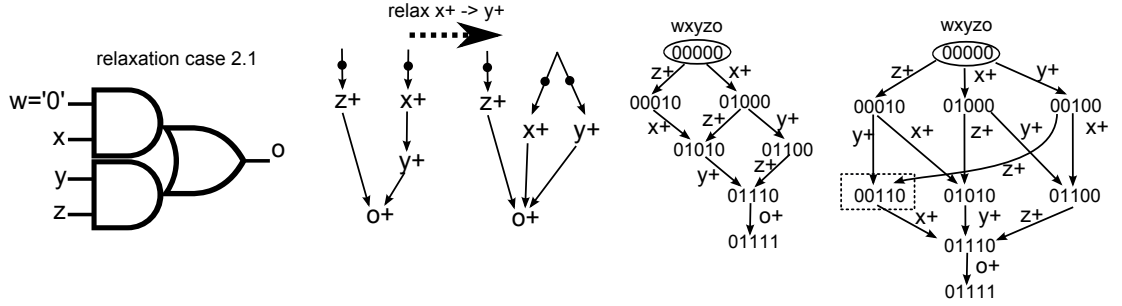 relaxation case 2.1
w='0'
x
y
z
o
relax x+ -> y+
z+
x+
y+
o+
z+
x+
y+
o+
wxyzo
00000
z+
x+
00010
01000
x+
z+
y+
01010
01100
y+
z+
01110
o+
01111
wxyzo
00000
z+
x+
y+
00010
01000
00100
y+
x+
z+
y+
x+
z+
00110
01010
01100
x+
y+
z+
01110
o+
01111